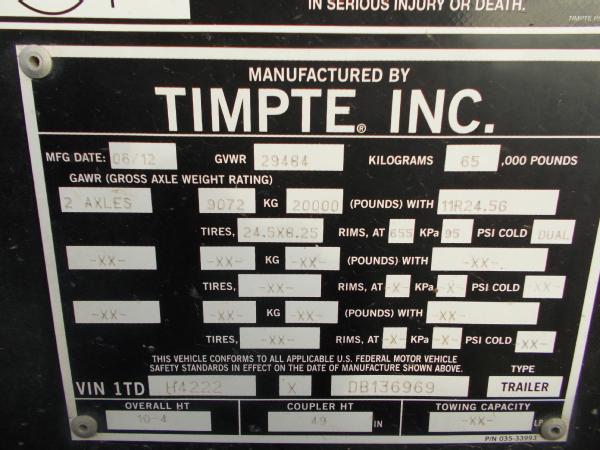 IN SERIOUS INJURY OR DEATH.
MANUFACTURED BY
TIMPTE® INC.
MFG DATE: 06/12 GVWR 29484 KILOGRAMS 65 ,000 POUNDS
GAWR (GROSS AXLE WEIGHT RATING)
2 AXLES 9072 KG 20000 (POUNDS) WITH 11R24.5G
TIRES, 24.5X8.25 RIMS, AT 655 KPa 95 PSI COLD DUAL
-XX- -XX- KG -XX- (POUNDS) WITH -XX-
TIRES, -XX- RIMS, AT -X- KPa -X- PSI COLD -XX-
-XX- -XX- KG -XX- (POUNDS) WITH -XX-
TIRES, -XX- RIMS, AT -X- KPa -X- PSI COLD -XX-
THIS VEHICLE CONFORMS TO ALL APPLICABLE U.S. FEDERAL MOTOR VEHICLE
SAFETY STANDARDS IN EFFECT ON THE DATE OF MANUFACTURE SHOWN ABOVE. TYPE
VIN 1TD H4222 X DB136969 TRAILER
OVERALL HT COUPLER HT TOWING CAPACITY
10-4 49 IN -XX-
P/N 035-33993